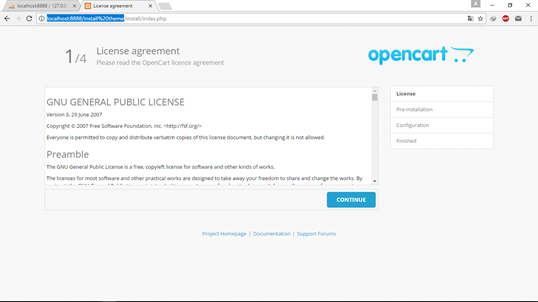 localhost:8888 / 127.0.0
License agreement
localhost:8888/install%20theme/install/index.php
1/4
License agreement
Please read the OpenCart licence agreement
opencart
GNU GENERAL PUBLIC LICENSE
Version 3, 29 June 2007
Copyright © 2007 Free Software Foundation, Inc. <http://fsf.org/>
Everyone is permitted to copy and distribute verbatim copies of this license document, but changing it is not allowed.
Preamble
The GNU General Public License is a free, copyleft license for software and other kinds of works.
The licenses for most software and other practical works are designed to take away your freedom to share and change the works. By
License
Pre-Installation
Configuration
Finished
CONTINUE
Project Homepage | Documentation | Support Forums